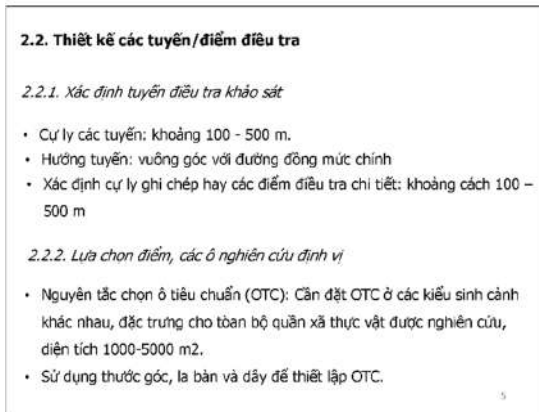 2.2. Thiết kế các tuyến/điểm điều tra
2.2.1. Xác định tuyến điều tra khảo sát
• Cự ly các tuyến: khoảng 100 - 500 m.
• Hướng tuyến: vuông góc với đường đồng mức chính
• Xác định cự ly ghi chép hay các điểm điều tra chi tiết: khoảng cách 100 –
500 m
2.2.2. Lựa chọn điểm, các ô nghiên cứu định vị
• Nguyên tắc chọn ô tiêu chuẩn (OTC): Cần đặt OTC ở các kiểu sinh cảnh
khác nhau, đặc trưng cho tòan bộ quần xã thực vật được nghiên cứu,
diện tích 1000-5000 m2.
• Sử dụng thước góc, la bàn và dây để thiết lập OTC.
5